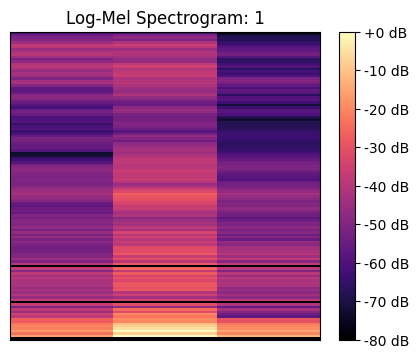 Log-Mel Spectrogram: 1
+0 dB
-10 dB
-20 dB
-30 dB
-40 dB
-50 dB
-60 dB
-70 dB
-80 dB